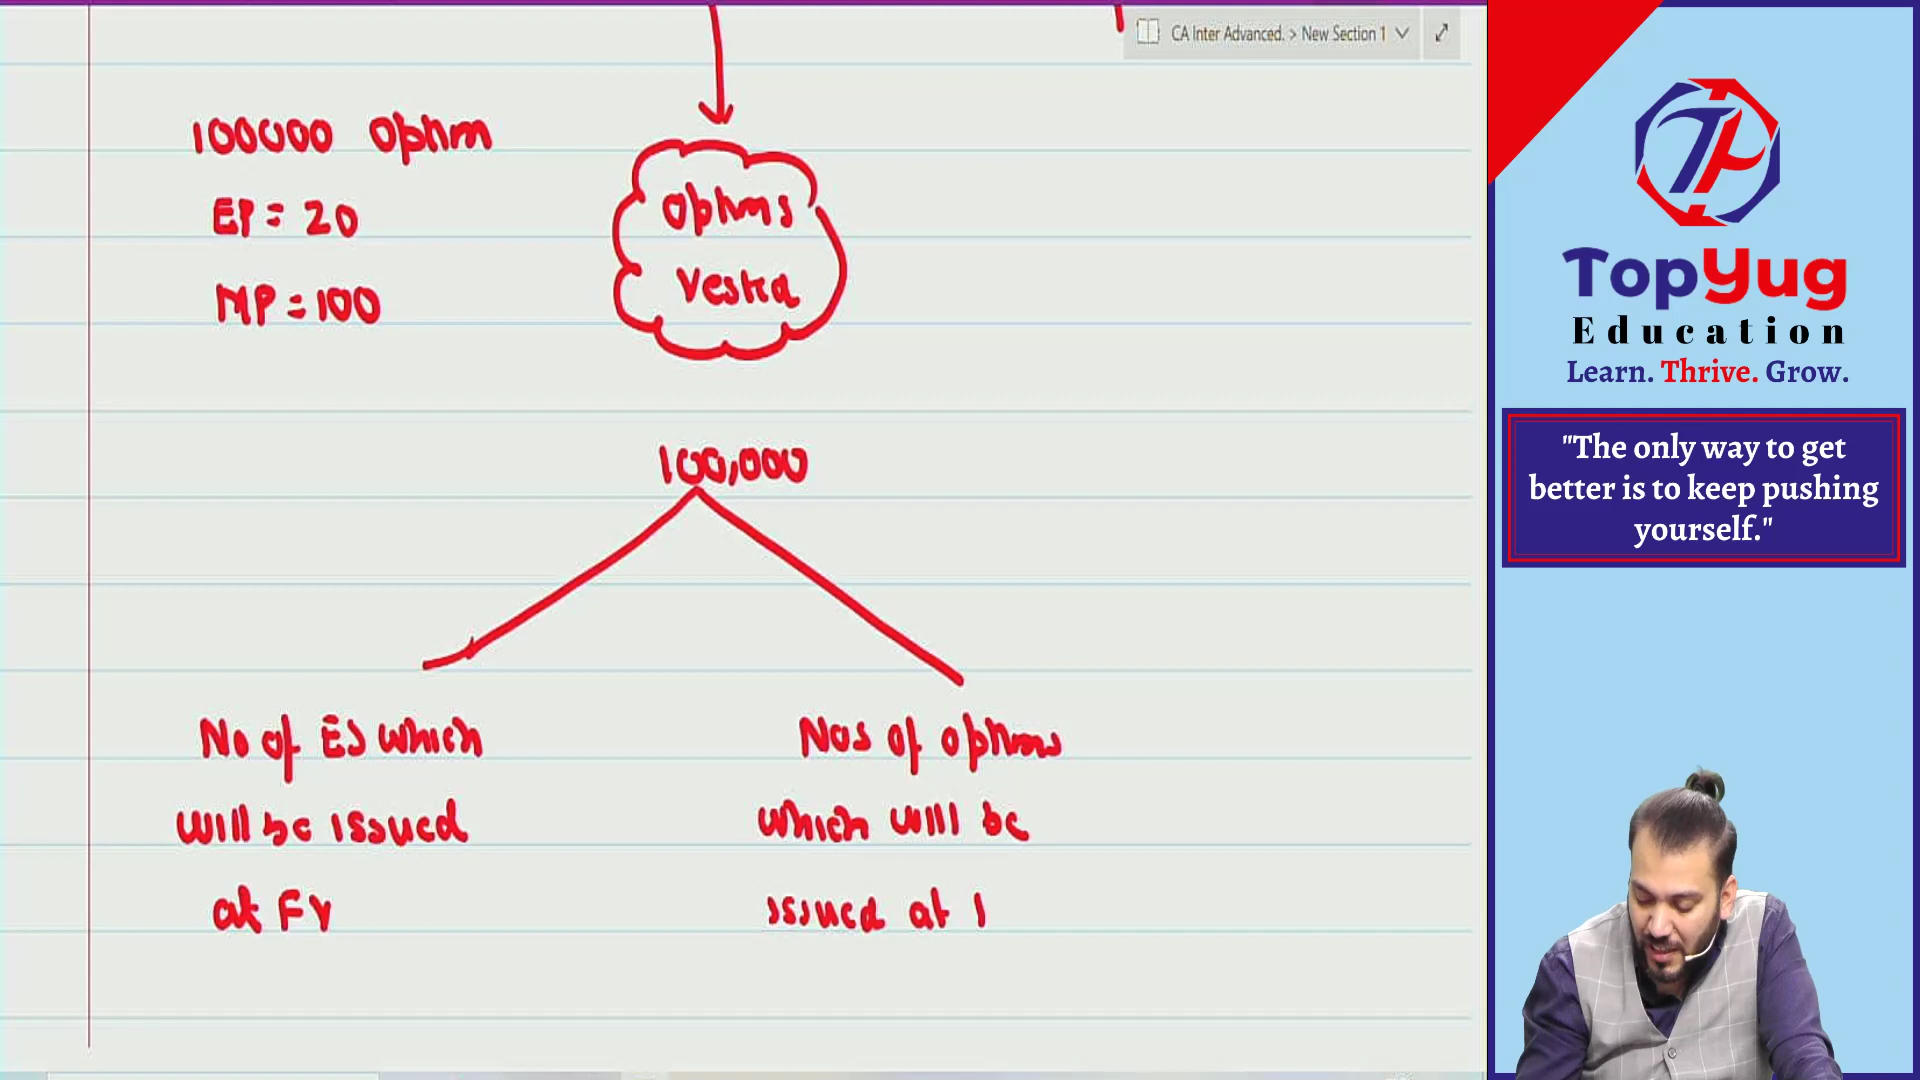 CA Inter Advanced. > New Section 1
100000 option
EP = 20
MP = 100
options
Vested
100,000
No of ES which
will be issued
at FV
Nos of options
which will be
issued at 1
TopYug
Education
Learn. Thrive. Grow.
"The only way to get
better is to keep pushing
yourself."